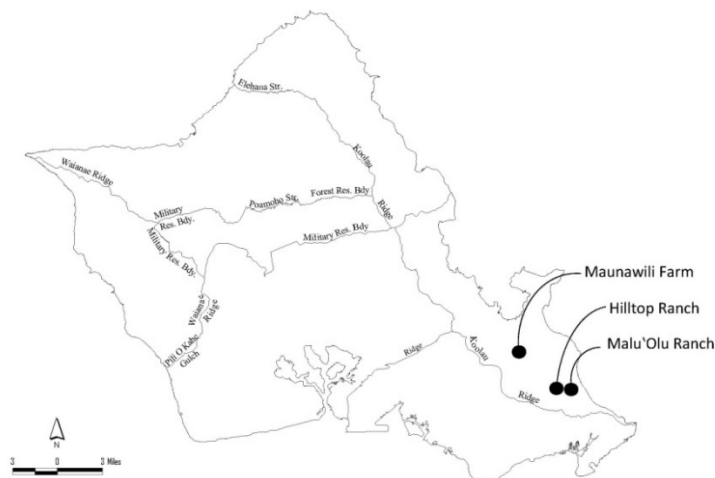 Elehana Str.
Koolau
Waianae Ridge
Forest Res. Bdy
Poamoho Str.
Military
Res. Bdy.
Ridge
Military Res. Bdy
Military Res. Bdy.
Maunawili Farm
Waianae
Ridge
Hilltop Ranch
Koolau
Malu‘Olu Ranch
Ridge
Pili O Kahe
Gulch
Ridge
N
3 0 3 Miles